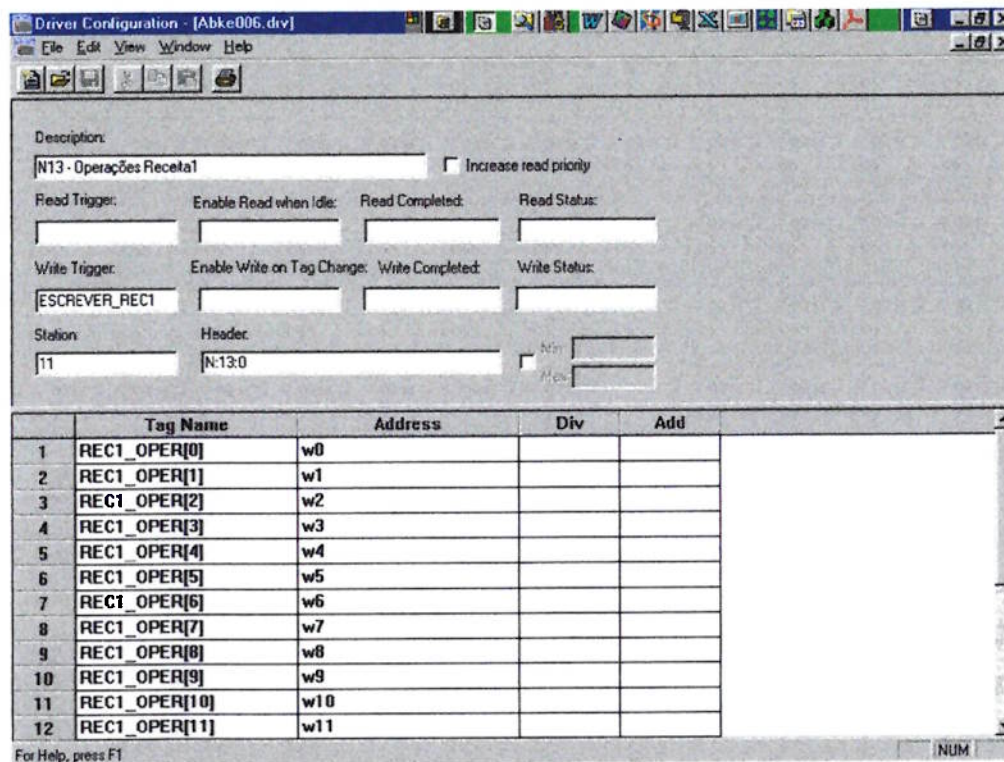 Driver Configuration - [Abke006.drv]
File Edit View Window Help
Description:
N13 - Operações Receita1
Increase read priority
Read Trigger: Enable Read when Idle: Read Completed: Read Status:
Write Trigger: Enable Write on Tag Change: Write Completed: Write Status:
ESCREVER_REC1
Station: Header:
11 N:13:0
Min:
Max:
Tag Name Address Div Add
1 REC1_OPER[0] w0
2 REC1_OPER[1] w1
3 REC1_OPER[2] w2
4 REC1_OPER[3] w3
5 REC1_OPER[4] w4
6 REC1_OPER[5] w5
7 REC1_OPER[6] w6
8 REC1_OPER[7] w7
9 REC1_OPER[8] w8
10 REC1_OPER[9] w9
11 REC1_OPER[10] w10
12 REC1_OPER[11] w11
For Help, press F1 NUM